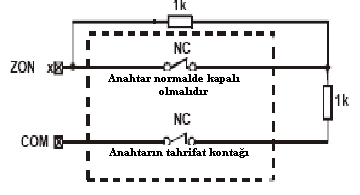 1k
NC
ZON x
Anahtar normalde kapalı
olmalıdır
1k
NC
COM
Anahtarın tahrifat kontağı